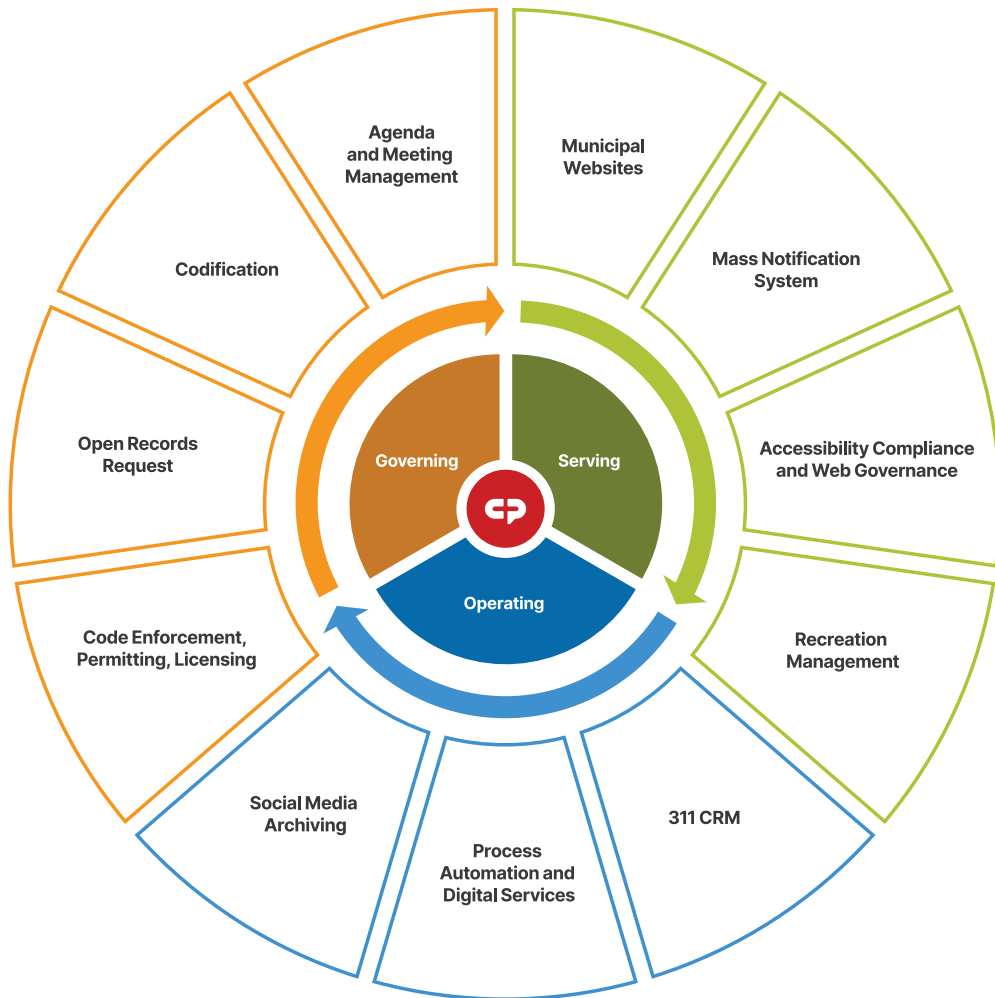 Agenda
and Meeting
Management
Municipal
Websites
Codification
Mass Notification
System
Open Records
Request
Governing
Serving
Accessibility Compliance
and Web Governance
Operating
Code Enforcement,
Permitting, Licensing
Recreation
Management
Social Media
Archiving
311 CRM
Process
Automation and
Digital Services